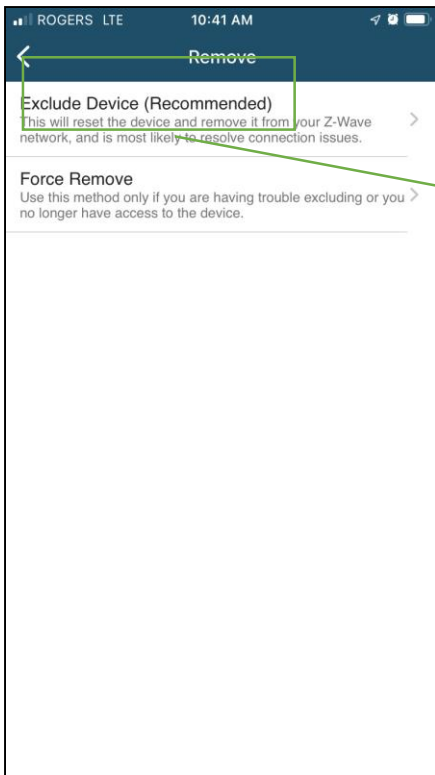 ROGERS LTE 10:41 AM
Remove
Exclude Device (Recommended)
This will reset the device and remove it from your Z-Wave
network, and is most likely to resolve connection issues.
Force Remove
Use this method only if you are having trouble excluding or you
no longer have access to the device.